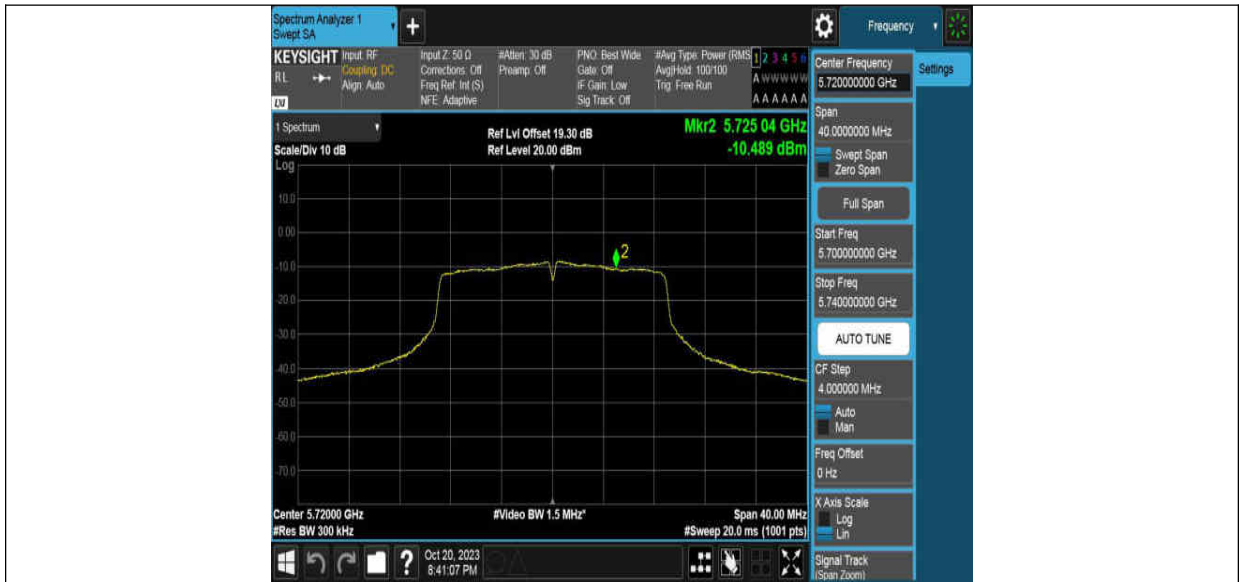 Spectrum Analyzer 1
Swept SA
+
Frequency
KEYSIGHT
RL
LXI
Input: RF
Coupling: DC
Align: Auto
Input Z: 50 Ω
Corrections: Off
Freq Ref: Int (S)
NFE: Adaptive
#Atten: 30 dB
Preamp: Off
PNO: Best Wide
Gate: Off
IF Gain: Low
Sig Track: Off
#Avg Type: Power (RMS
Avg|Hold: 100/100
Trig: Free Run
1 2 3 4 5 6
A W W W W W
A A A A A A
1 Spectrum
Scale/Div 10 dB
Ref Lvl Offset 19.30 dB
Ref Level 20.00 dBm
Mkr2 5.725 04 GHz
-10.489 dBm
Log
10.0
0.00
-10.0
-20.0
-30.0
-40.0
-50.0
-60.0
-70.0
2
Center 5.72000 GHz
#Res BW 300 kHz
#Video BW 1.5 MHz*
Span 40.00 MHz
#Sweep 20.0 ms (1001 pts)
?
Oct 20, 2023
8:41:07 PM
Center Frequency
5.720000000 GHz
Settings
Span
40.0000000 MHz
Swept Span
Zero Span
Full Span
Start Freq
5.700000000 GHz
Stop Freq
5.740000000 GHz
AUTO TUNE
CF Step
4.000000 MHz
Auto
Man
Freq Offset
0 Hz
X Axis Scale
Log
Lin
Signal Track
(Span Zoom)